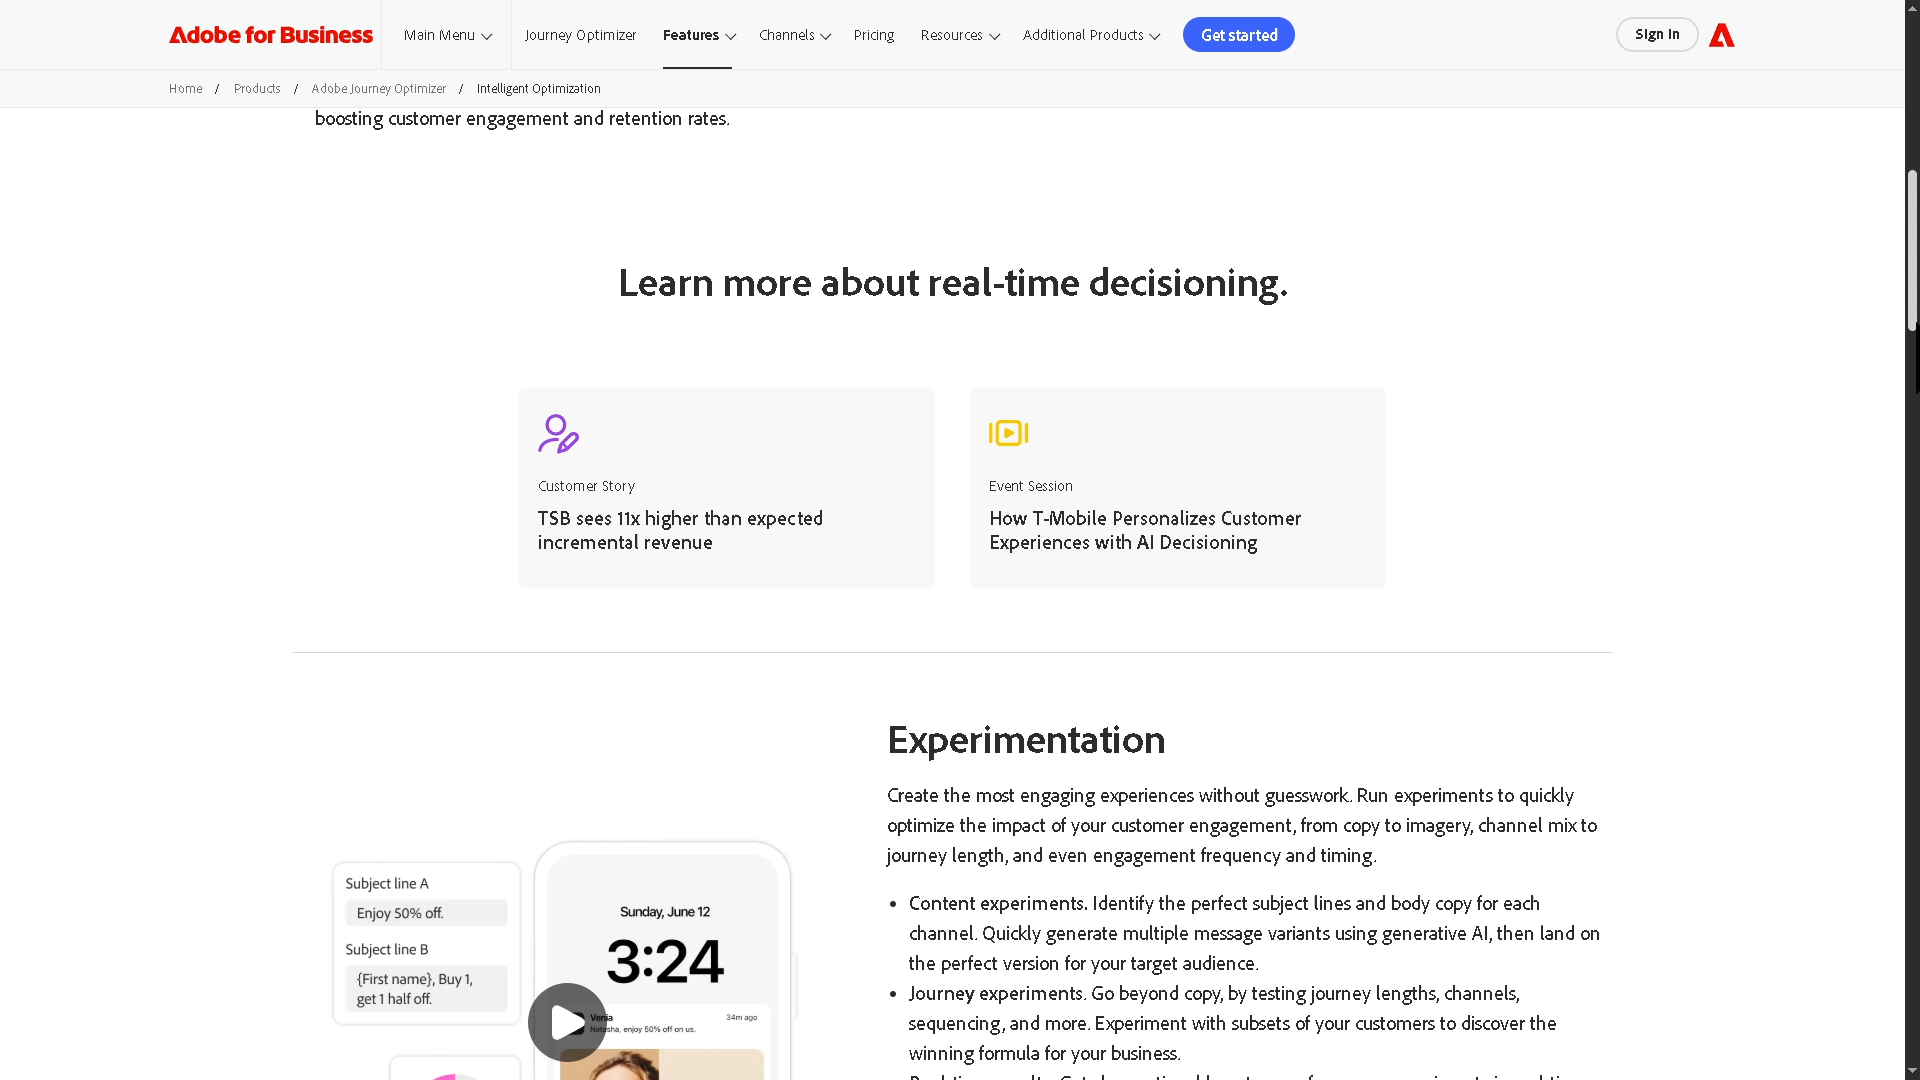 Adobe for Business
Main Menu
Journey Optimizer
Features
Channels
Pricing
Resources
Additional Products
Get started
Sign In
Home / Products / Adobe Journey Optimizer / Intelligent Optimization
boosting customer engagement and retention rates.
Learn more about real-time decisioning.
Customer Story
TSB sees 11x higher than expected
incremental revenue
Event Session
How T-Mobile Personalizes Customer
Experiences with AI Decisioning
Experimentation
Create the most engaging experiences without guesswork. Run experiments to quickly
optimize the impact of your customer engagement, from copy to imagery, channel mix to
journey length, and even engagement frequency and timing.
• Content experiments. Identify the perfect subject lines and body copy for each
channel. Quickly generate multiple message variants using generative AI, then land on
the perfect version for your target audience.
• Journey experiments. Go beyond copy, by testing journey lengths, channels,
sequencing, and more. Experiment with subsets of your customers to discover the
winning formula for your business.
Subject line A
Enjoy 50% off.
Subject line B
{First name}, Buy 1,
get 1 half off.
Sunday, June 12
3:24
Venia
34m ago
Natasha, enjoy 50% off on us.